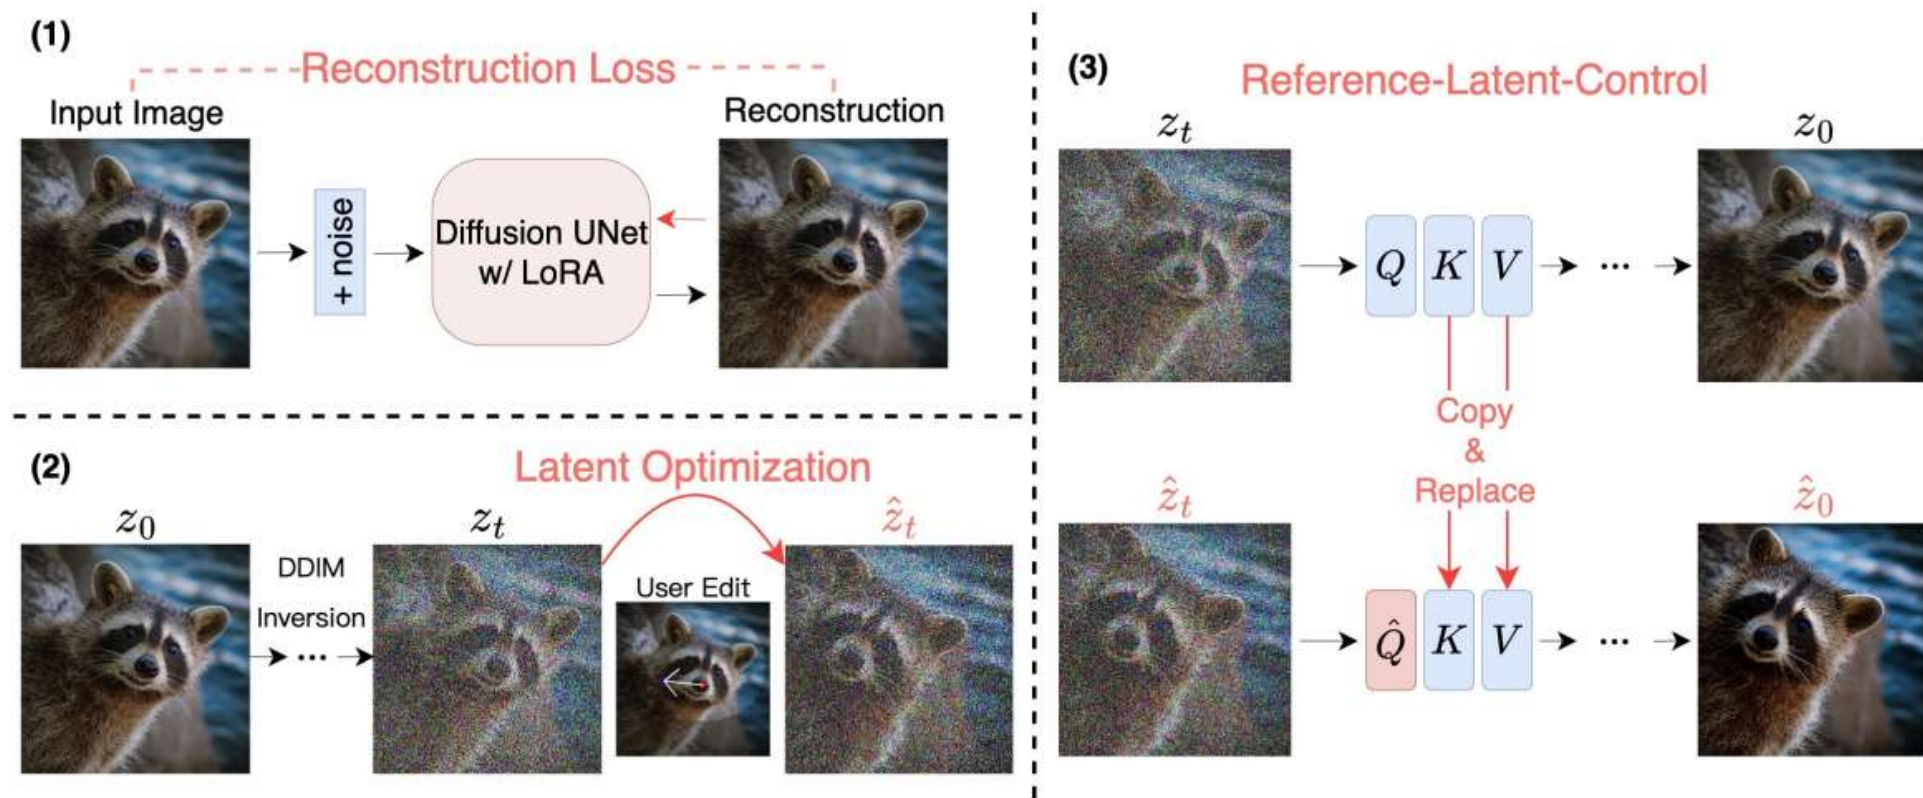 (1)
Reconstruction Loss
Input Image
Reconstruction
+ noise
Diffusion UNet
w/ LoRA
(2)
Latent Optimization
z_0
DDIM
Inversion
...
z_t
User Edit
ẑ_t
(3)
Reference-Latent-Control
z_t
z_0
Q K V ...
Copy
&
Replace
ẑ_t
ẑ_0
Q̂ K V ...